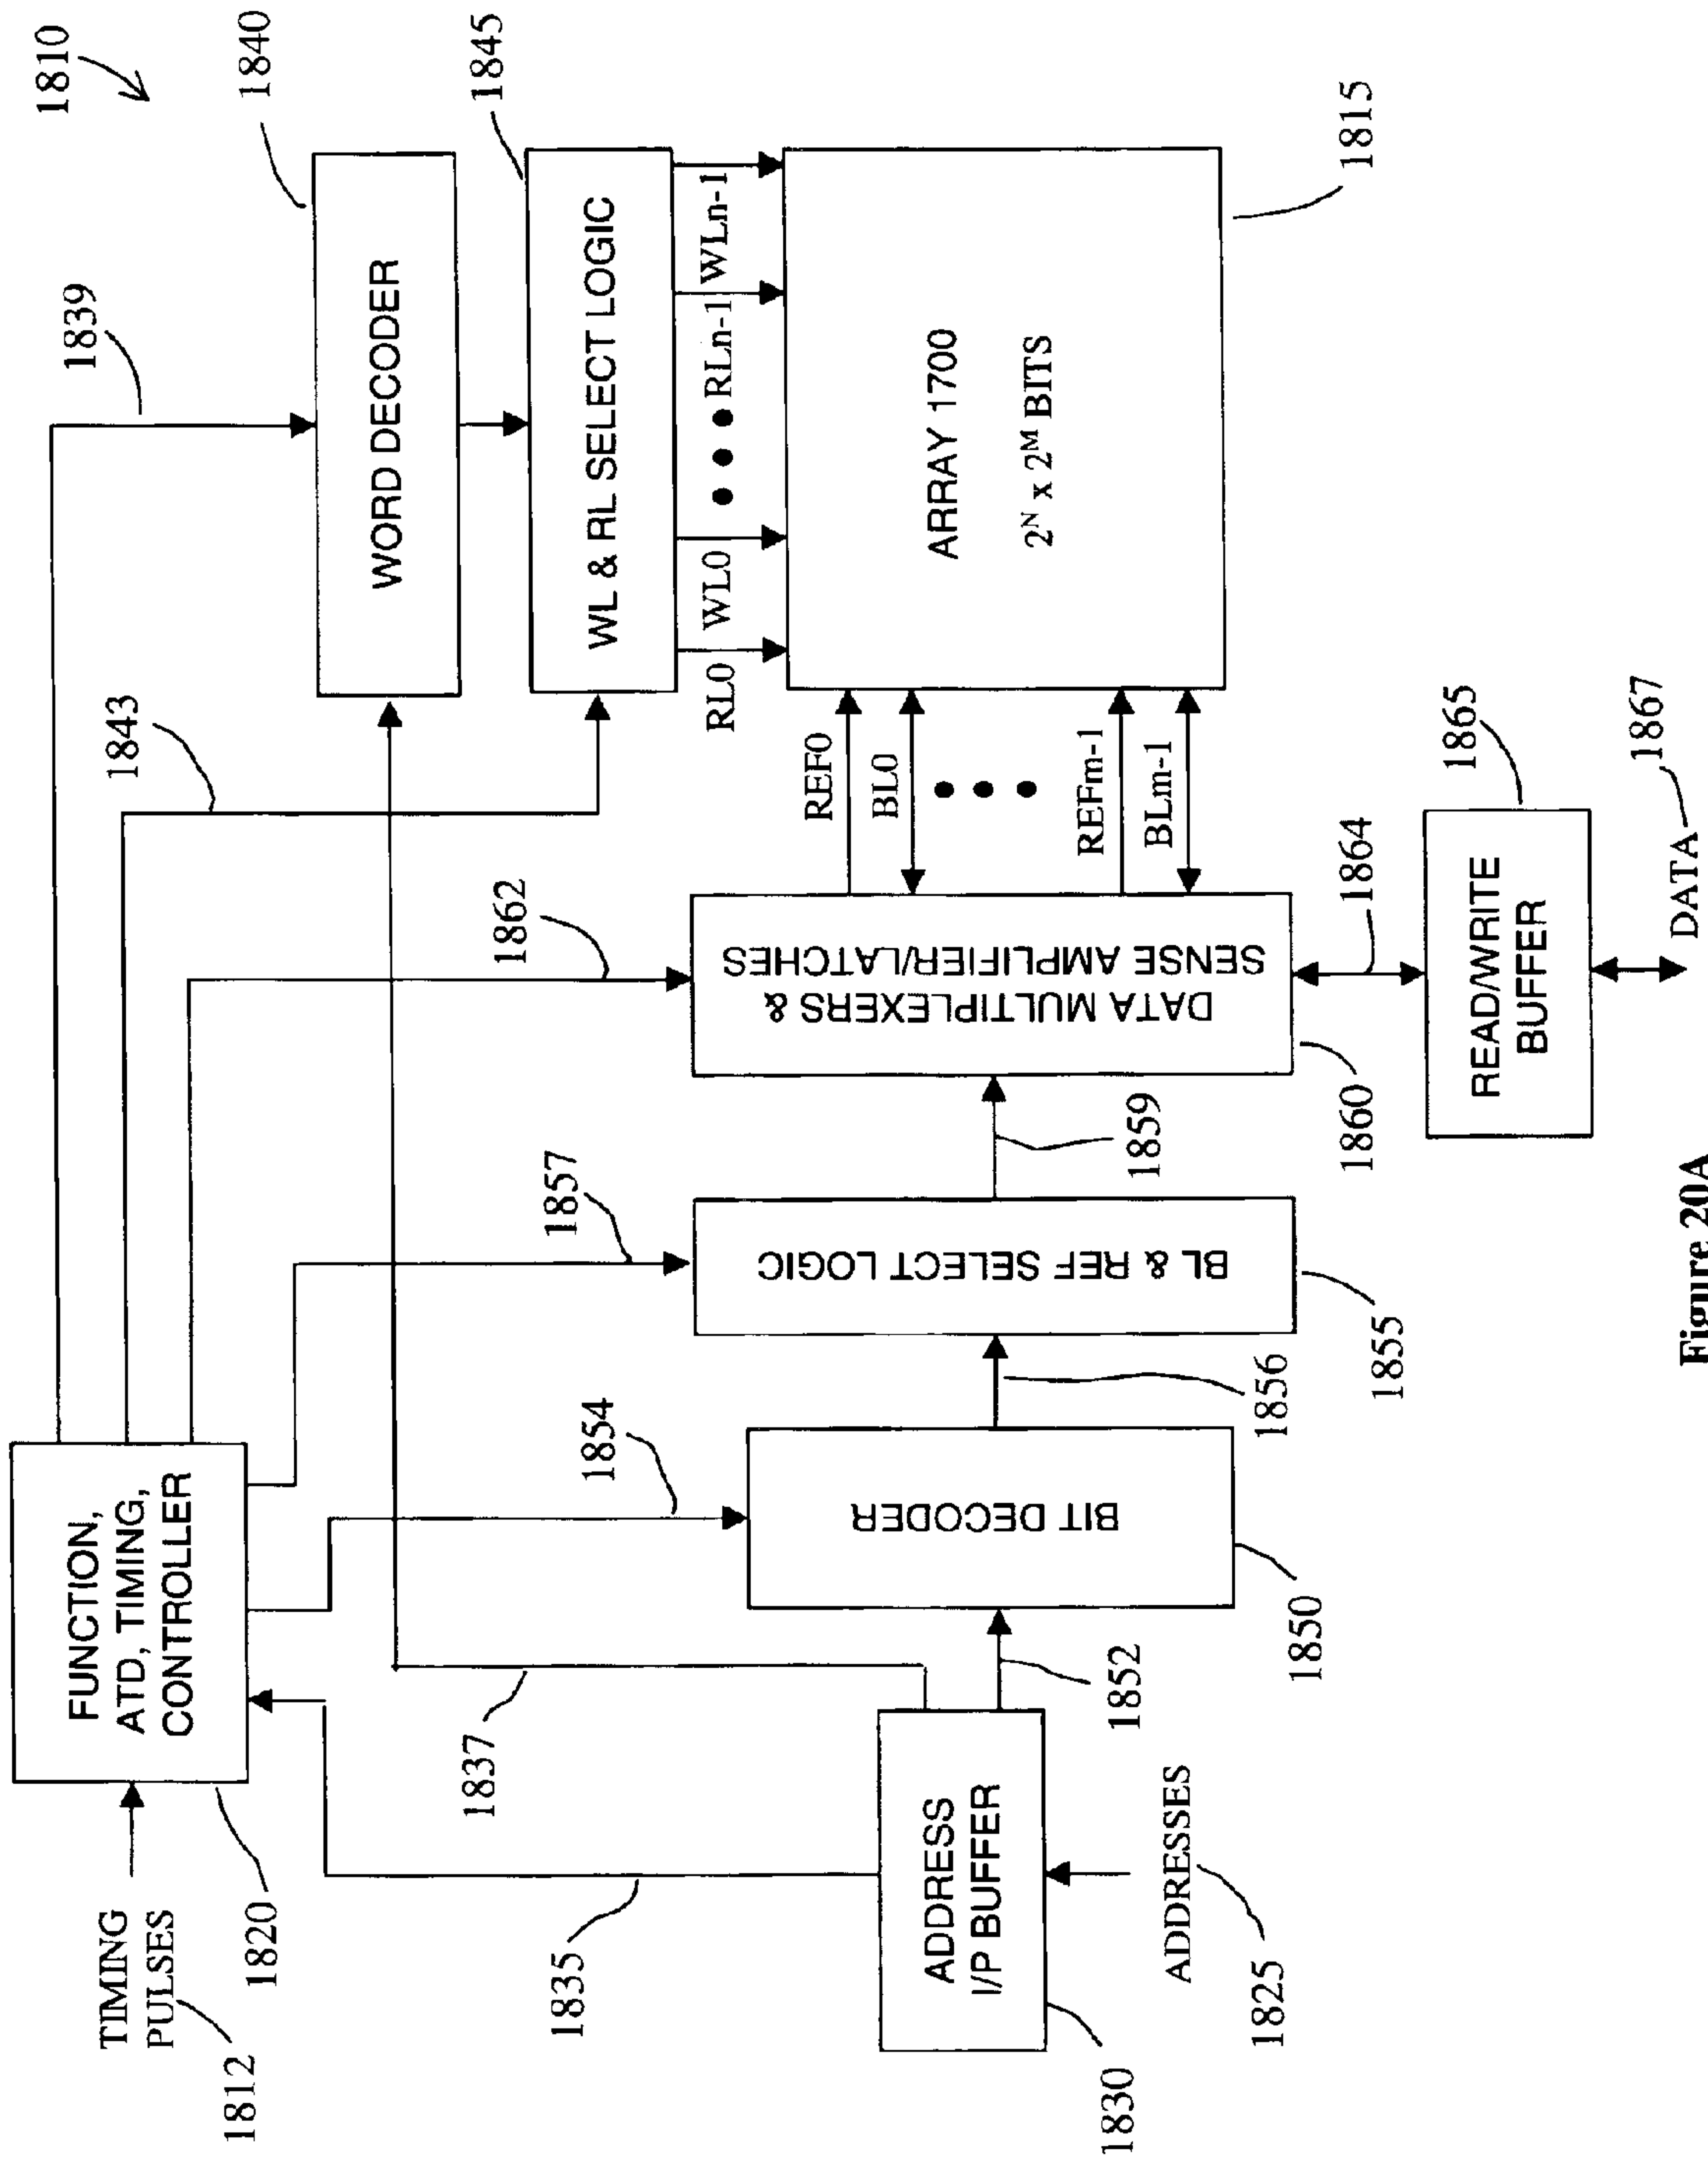 1810
1840
1845
1839
1843
WORD DECODER
WL & RL SELECT LOGIC
RL0
WL0
RLn-1
WLn-1
ARRAY 1700
2ᴺ x 2ᴹ BITS
1815
REF0
BL0
REFm-1
BLm-1
FUNCTION,
ATD, TIMING,
CONTROLLER
TIMING
PULSES
1812
1820
1862
1857
1854
1837
1835
ADDRESS
I/P BUFFER
1830
ADDRESSES
1825
1852
BIT DECODER
1850
1856
BL & REF SELECT LOGIC
1855
1859
DATA MULTIPLEXERS &
SENSE AMPLIFIER/LATCHES
1860
1864
READ/WRITE
BUFFER
1865
DATA
1867
Figure 20A